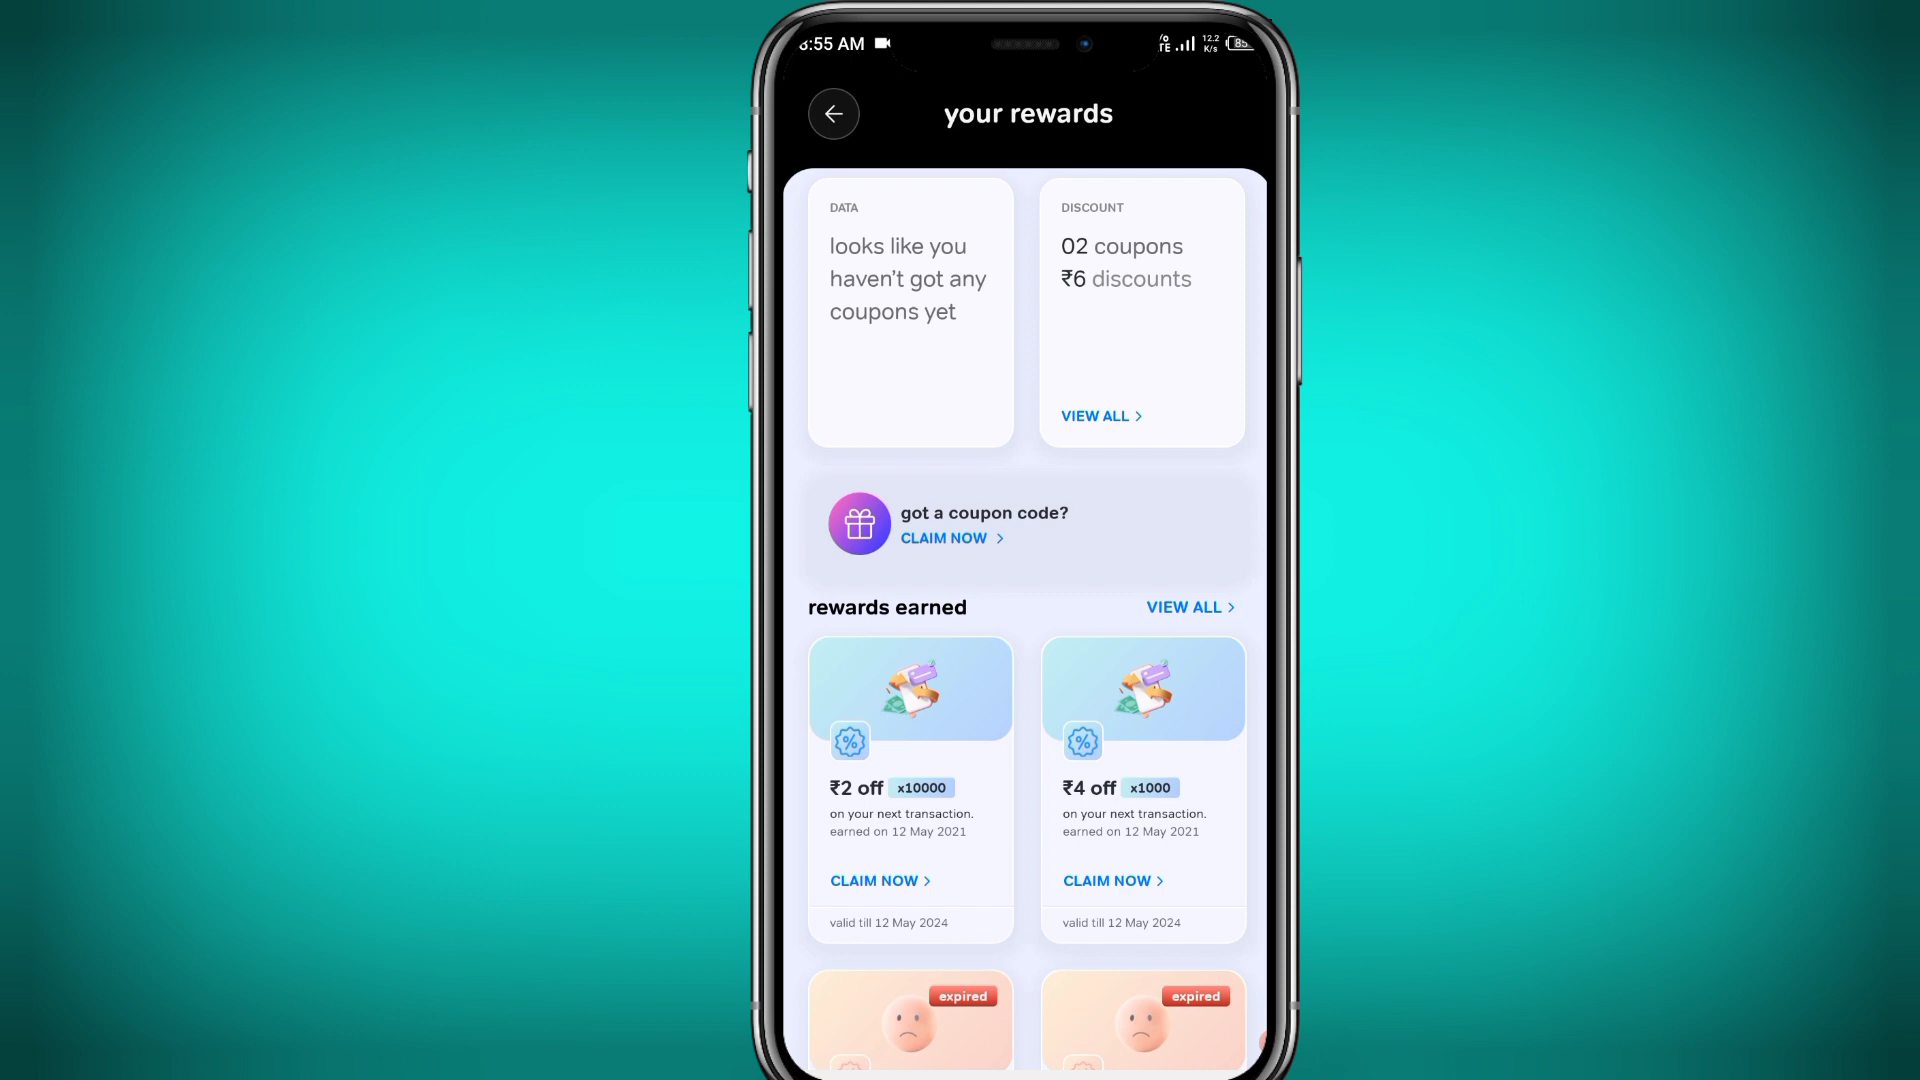 8:55 AM
12.2
K/s
your rewards
DATA
looks like you
haven't got any
coupons yet
DISCOUNT
02 coupons
₹6 discounts
VIEW ALL
got a coupon code?
CLAIM NOW
rewards earned
VIEW ALL
₹2 off x10000
on your next transaction.
earned on 12 May 2021
CLAIM NOW
valid till 12 May 2024
₹4 off x1000
on your next transaction.
earned on 12 May 2021
CLAIM NOW
valid till 12 May 2024
expired
expired